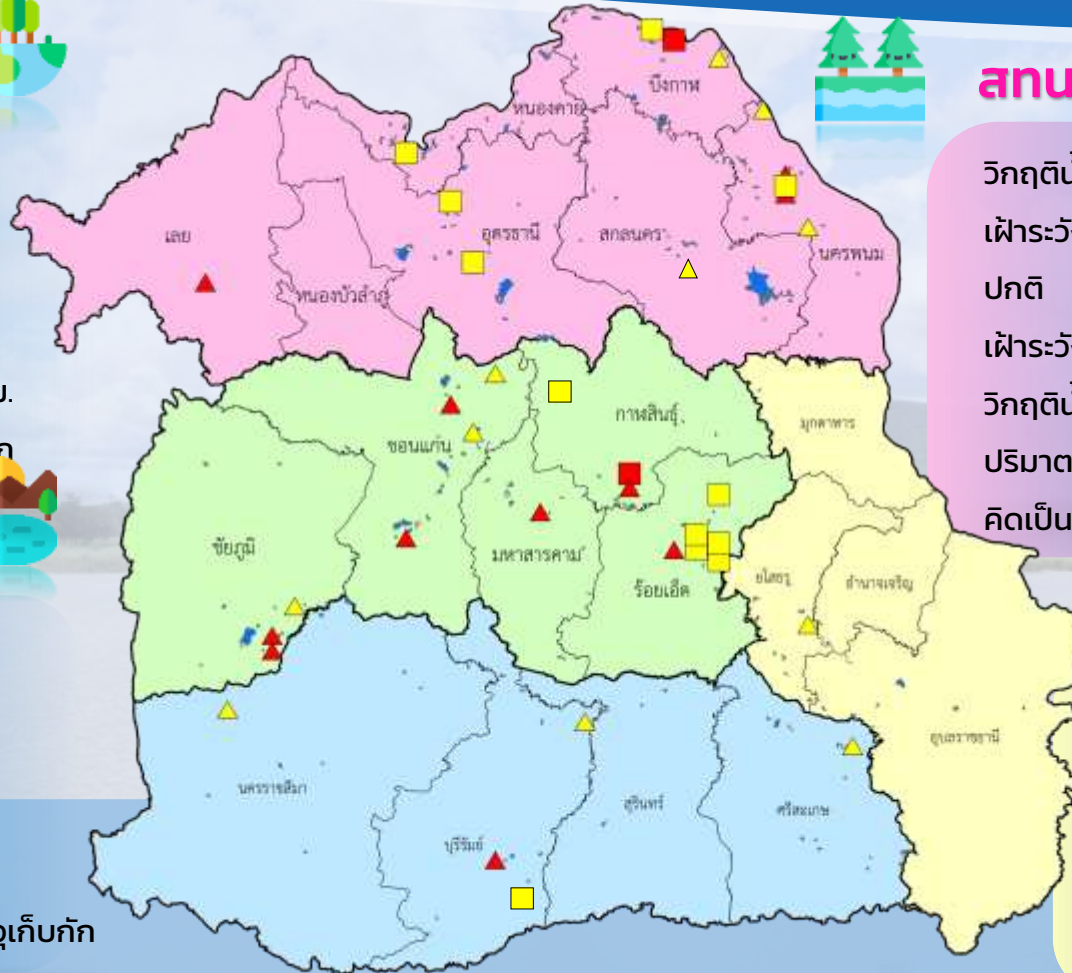 สทน
วิกฤติน้
เฝ้าระวัง
ปกติ
เฝ้าระวัง
วิกฤติน้
ปริมาต
คิดเป็น
บึงกาฬ
หนองคาย
เลย
อุดรธานี
สกลนคร
นครพนม
หนองบัวลำภู
ม.
ก
กาฬสินธุ์
มุกดาหาร
ขอนแก่น
ชัยภูมิ
มหาสารคาม
ร้อยเอ็ด
ยโสธร
อำนาจเจริญ
อุบลราชธานี
นครราชสีมา
สุรินทร์
ศรีสะเกษ
บุรีรัมย์
จุเก็บกัก